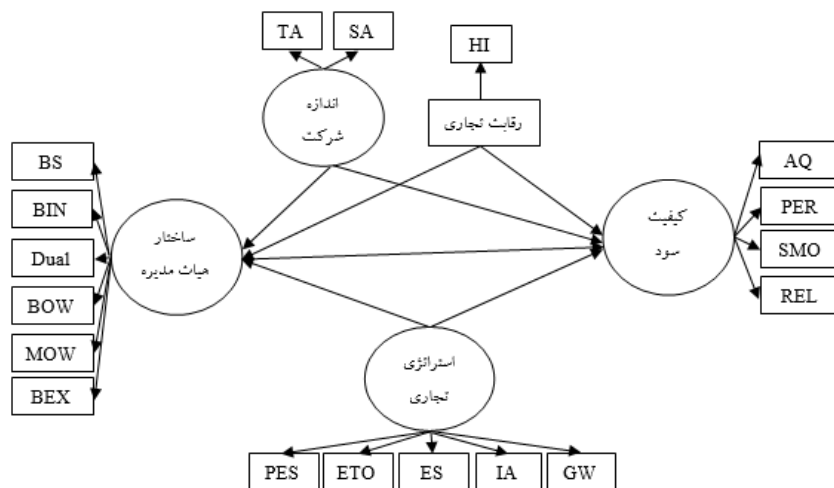 TA
SA
HI
اندازه
شرکت
رقابت تجاری
BS
BIN
Dual
BOW
MOW
BEX
ساختار
هیات مدیره
کیفیت
سود
AQ
PER
SMO
REL
استراتژی
تجاری
PES
ETO
ES
IA
GW